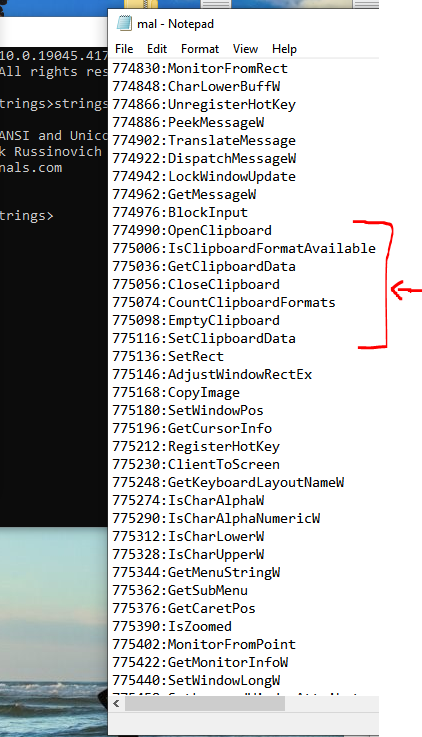 mal - Notepad
File Edit Format View Help
10.0.19045.417
All rights res
trings>strings
ANSI and Unico
k Russinovich
nals.com
trings>
774830:MonitorFromRect
774848:CharLowerBuffW
774866:UnregisterHotKey
774886:PeekMessageW
774902:TranslateMessage
774922:DispatchMessageW
774942:LockWindowUpdate
774962:GetMessageW
774976:BlockInput
774990:OpenClipboard
775006:IsClipboardFormatAvailable
775036:GetClipboardData
775056:CloseClipboard
775074:CountClipboardFormats
775098:EmptyClipboard
775116:SetClipboardData
775136:SetRect
775146:AdjustWindowRectEx
775168:CopyImage
775180:SetWindowPos
775196:GetCursorInfo
775212:RegisterHotKey
775230:ClientToScreen
775248:GetKeyboardLayoutNameW
775274:IsCharAlphaW
775290:IsCharAlphaNumericW
775312:IsCharLowerW
775328:IsCharUpperW
775344:GetMenuStringW
775362:GetSubMenu
775376:GetCaretPos
775390:IsZoomed
775402:MonitorFromPoint
775422:GetMonitorInfoW
775440:SetWindowLongW